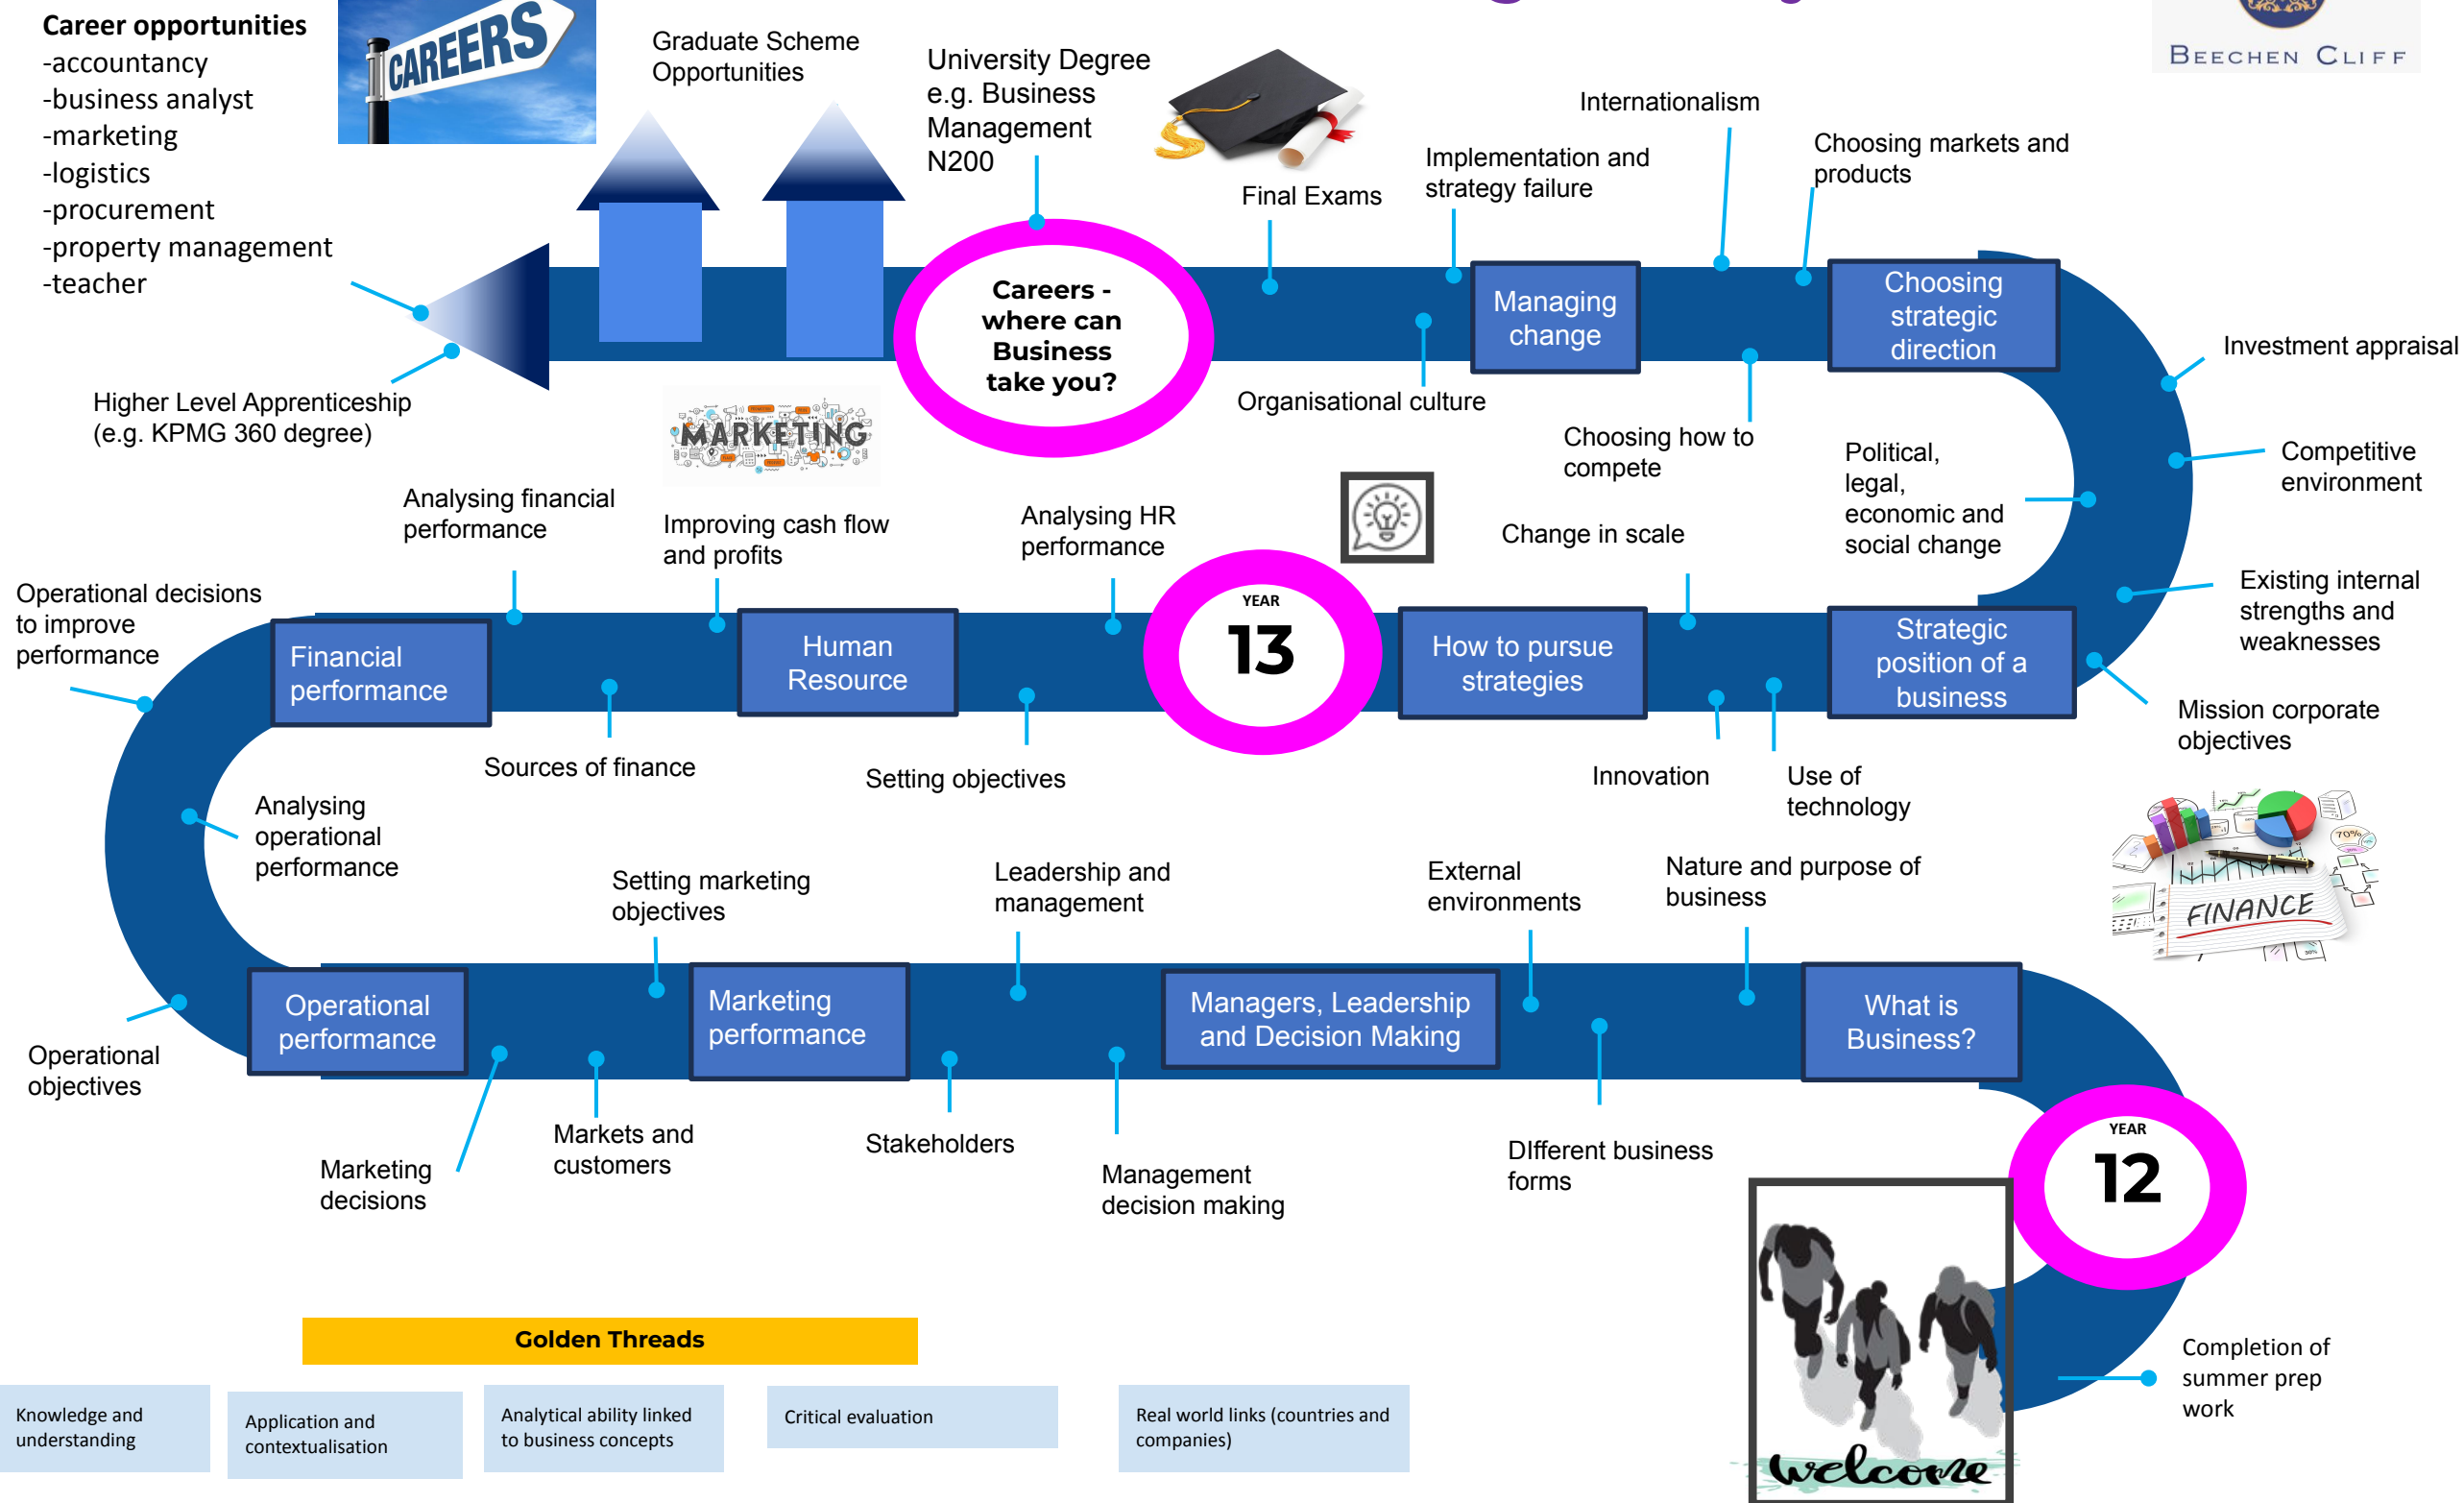 Career opportunities
-accountancy
-business analyst
-marketing
-logistics
-procurement
-property management
-teacher
CAREERS
Graduate Scheme
Opportunities
University Degree
e.g. Business
Management
N200
BEECHEN CLIFF
Internationalism
Implementation and
strategy failure
Choosing markets and
products
Final Exams
Careers -
where can
Business
take you?
Managing
change
Choosing
strategic
direction
Investment appraisal
Higher Level Apprenticeship
(e.g. KPMG 360 degree)
MARKETING
Organisational culture
Choosing how to
compete
Political,
legal,
economic and
social change
Competitive
environment
Analysing financial
performance
Improving cash flow
and profits
Analysing HR
performance
Change in scale
Existing internal
strengths and
weaknesses
Operational decisions
to improve
performance
Financial
performance
Human
Resource
YEAR
13
How to pursue
strategies
Strategic
position of a
business
Mission corporate
objectives
Sources of finance
Setting objectives
Innovation
Use of
technology
Analysing
operational
performance
Setting marketing
objectives
Leadership and
management
External
environments
Nature and purpose of
business
70%
FINANCE
30%
Operational
performance
Marketing
performance
Managers, Leadership
and Decision Making
What is
Business?
Operational
objectives
Marketing
decisions
Markets and
customers
Stakeholders
Management
decision making
DIfferent business
forms
YEAR
12
Golden Threads
Completion of
summer prep
work
Knowledge and
understanding
Application and
contextualisation
Analytical ability linked
to business concepts
Critical evaluation
Real world links (countries and
companies)
welcome